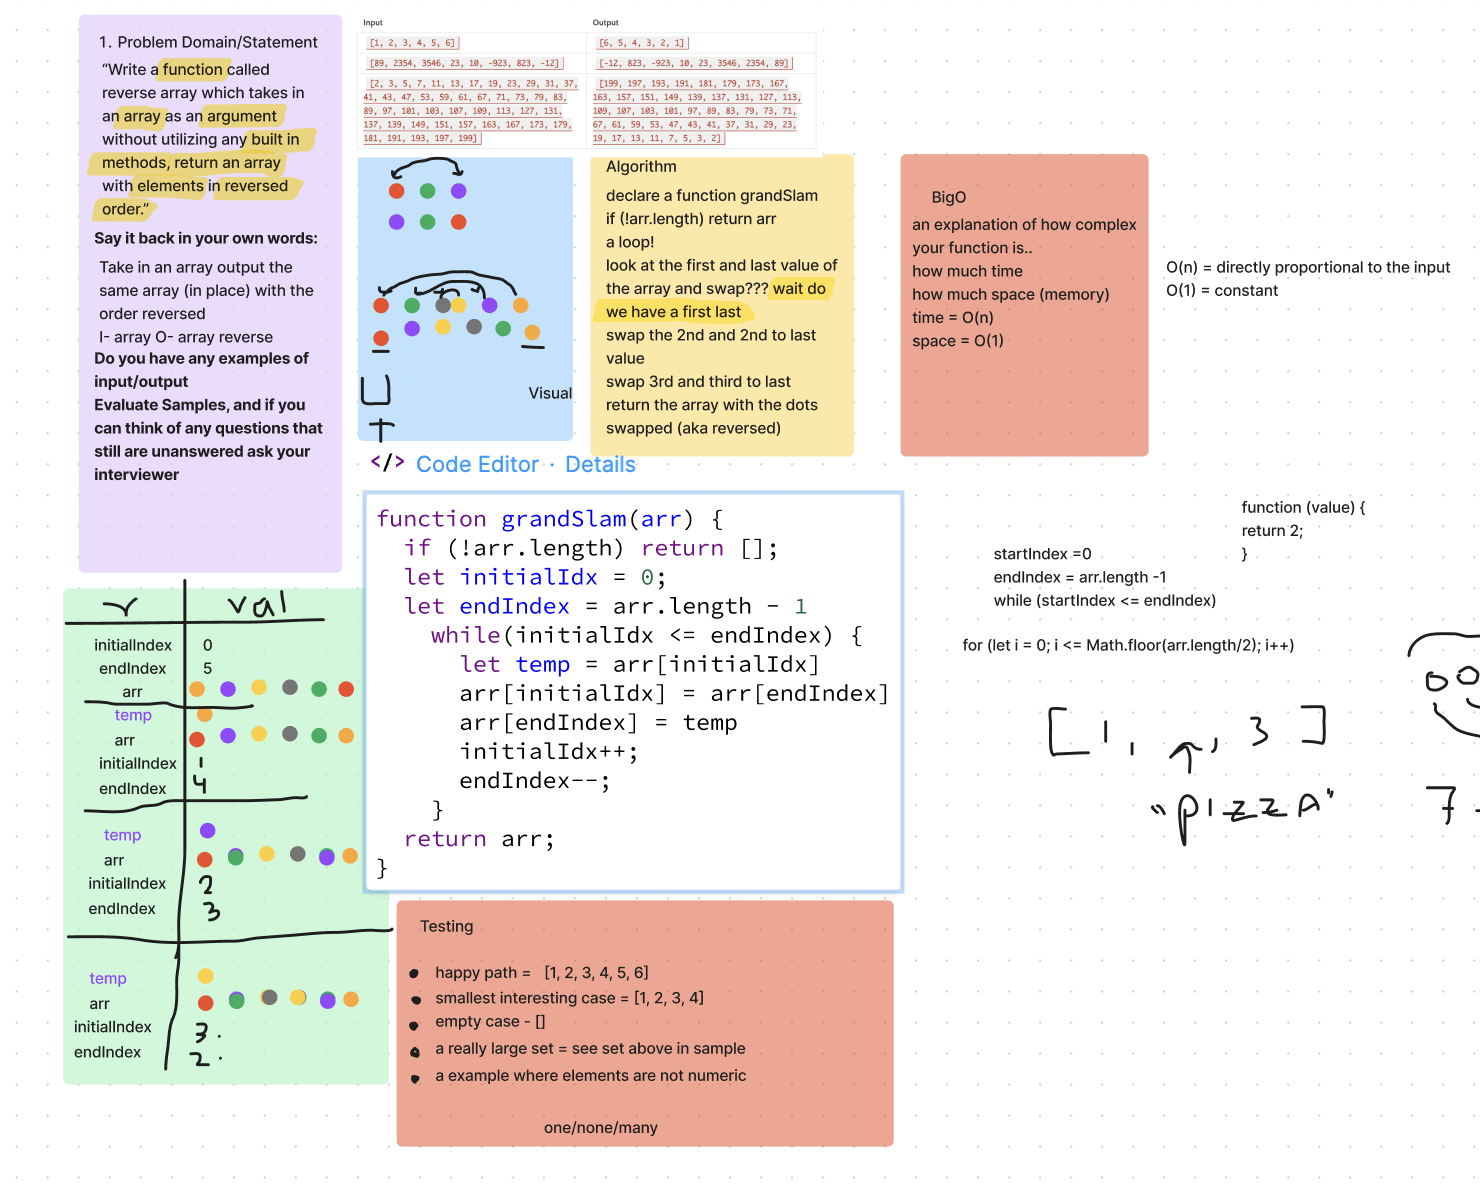 1. Problem Domain/Statement
“Write a function called
reverse array which takes in
an array as an argument
without utilizing any built in
methods, return an array
with elements in reversed
order.”
Say it back in your own words:
Take in an array output the
same array (in place) with the
order reversed
I- array O- array reverse
Do you have any examples of
input/output
Evaluate Samples, and if you
can think of any questions that
still are unanswered ask your
interviewer
Input Output
[1, 2, 3, 4, 5, 6] [6, 5, 4, 3, 2, 1]
[89, 2354, 3546, 23, 10, -923, 823, -12] [-12, 823, -923, 10, 23, 3546, 2354, 89]
[2, 3, 5, 7, 11, 13, 17, 19, 23, 29, 31, 37,
41, 43, 47, 53, 59, 61, 67, 71, 73, 79, 83,
89, 97, 101, 103, 107, 109, 113, 127, 131,
137, 139, 149, 151, 157, 163, 167, 173, 179,
181, 191, 193, 197, 199]
[199, 197, 193, 191, 181, 179, 173, 167,
163, 157, 151, 149, 139, 137, 131, 127, 113,
109, 107, 103, 101, 97, 89, 83, 79, 73, 71,
67, 61, 59, 53, 47, 43, 41, 37, 31, 29, 23,
19, 17, 13, 11, 7, 5, 3, 2]
Visual
Algorithm
declare a function grandSlam
if (!arr.length) return arr
a loop!
look at the first and last value of
the array and swap??? wait do
we have a first last
swap the 2nd and 2nd to last
value
swap 3rd and third to last
return the array with the dots
swapped (aka reversed)
BigO
an explanation of how complex
your function is..
how much time
how much space (memory)
time = O(n)
space = O(1)
O(n) = directly proportional to the input
O(1) = constant
</> Code Editor · Details
function grandSlam(arr) {
if (!arr.length) return [];
let initialIdx = 0;
let endIndex = arr.length - 1
while(initialIdx <= endIndex) {
let temp = arr[initialIdx]
arr[initialIdx] = arr[endIndex]
arr[endIndex] = temp
initialIdx++;
endIndex--;
}
return arr;
}
function (value) {
return 2;
}
startIndex =0
endIndex = arr.length -1
while (startIndex <= endIndex)
for (let i = 0; i <= Math.floor(arr.length/2); i++)
[ 1, , 3 ]
"PIZZA"
7
val
initialIndex 0
endIndex 5
arr
temp
arr
initialIndex 1
endIndex 4
temp
arr
initialIndex 2
endIndex 3
temp
arr
initialIndex 3
endIndex 2
Testing
happy path = [1, 2, 3, 4, 5, 6]
smallest interesting case = [1, 2, 3, 4]
empty case - []
a really large set = see set above in sample
a example where elements are not numeric
one/none/many